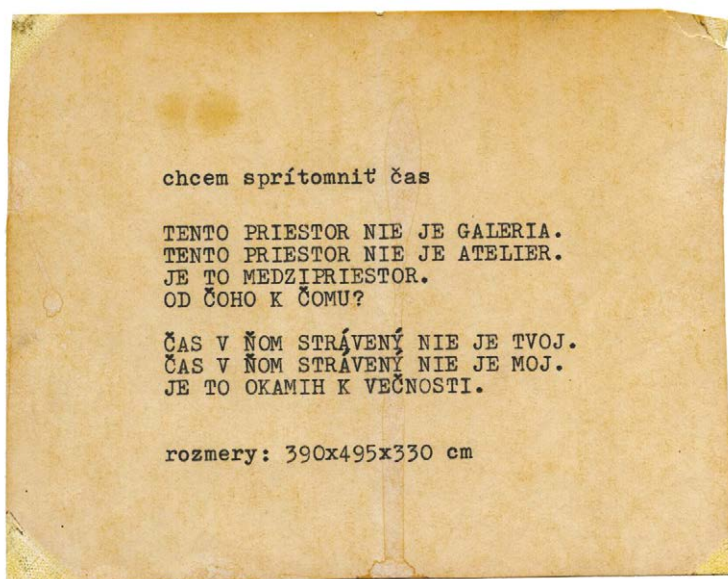 chcem sprítomniť čas
TENTO PRIESTOR NIE JE GALERIA.
TENTO PRIESTOR NIE JE ATELIER.
JE TO MEDZIPRIESTOR.
OD ČOHO K ČOMU?
ČAS V ŇOM STRÁVENÝ NIE JE TVOJ.
ČAS V ŇOM STRÁVENÝ NIE JE MOJ.
JE TO OKAMIH K VEČNOSTI.
rozmery: 390x495x330 cm